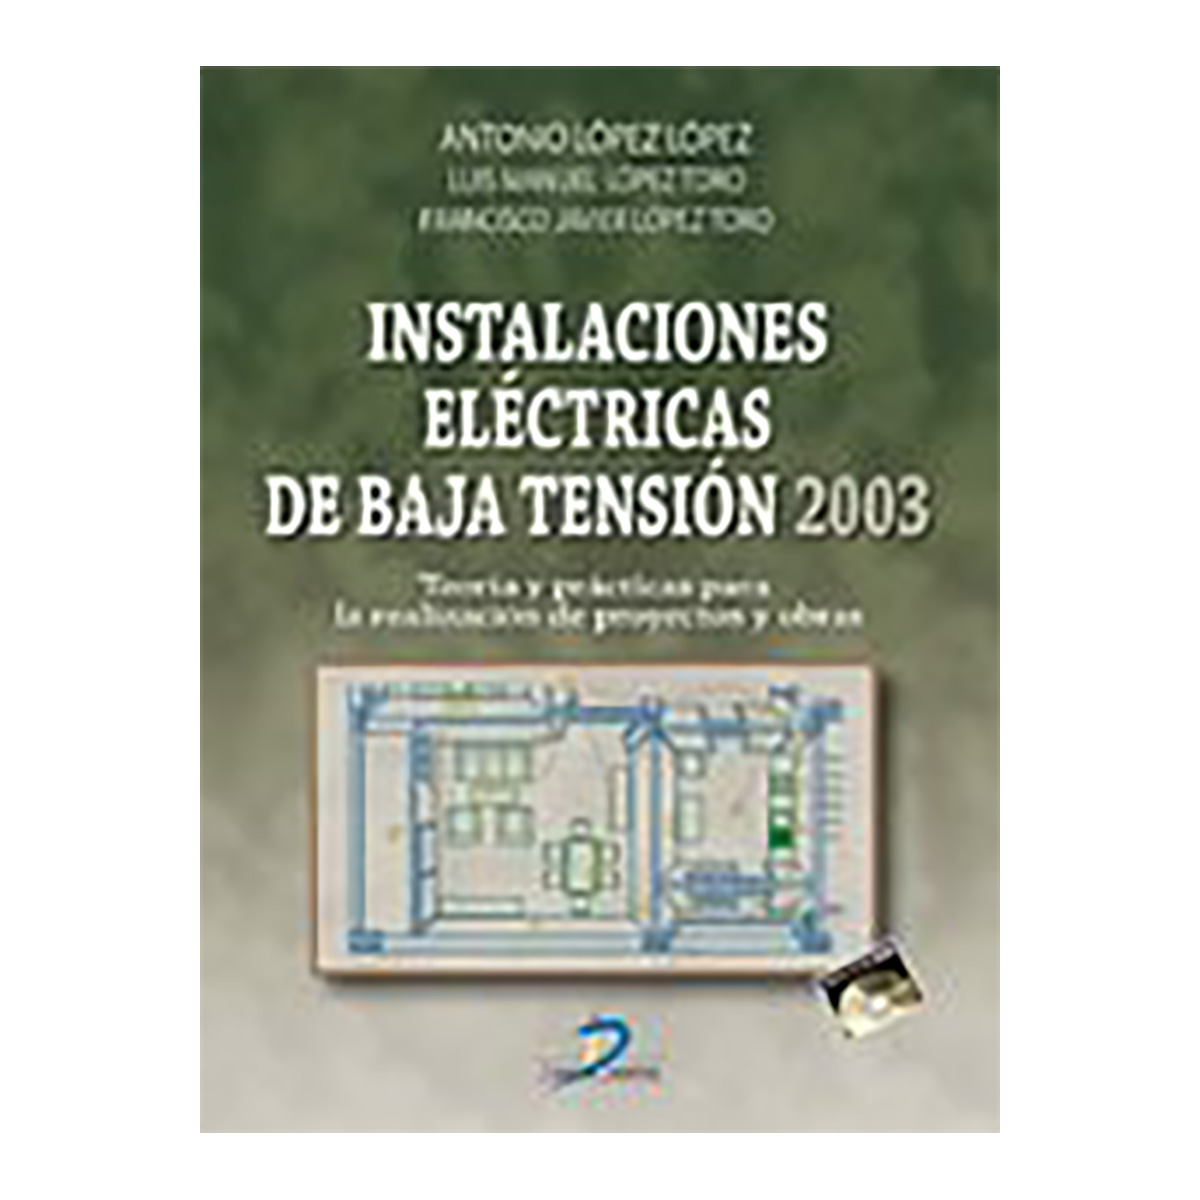 ANTONIO LÓPEZ LÓPEZ
LUIS MANUEL LÓPEZ TORO
FRANCISCO JAVIER LÓPEZ TORO
INSTALACIONES
ELÉCTRICAS
DE BAJA TENSIÓN 2003
Teoría y prácticas para
la realización de proyectos y obras